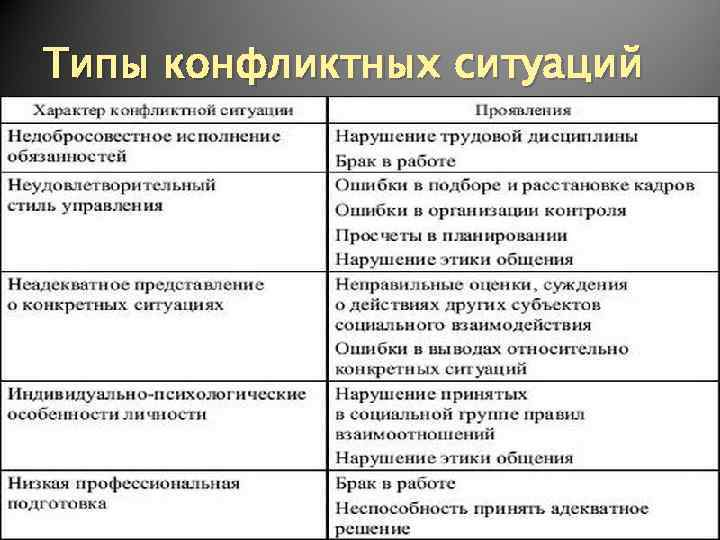 Типы конфликтных ситуаций
Характер конфликтной ситуации
Проявления
Недобросовестное исполнение
обязанностей
Нарушение трудовой дисциплины
Брак в работе
Неудовлетворительный
стиль управления
Ошибки в подборе и расстановке кадров
Ошибки в организации контроля
Просчеты в планировании
Нарушение этики общения
Неадекватное представление
о конкретных ситуациях
Неправильные оценки, суждения
о действиях других субъектов
социального взаимодействия
Ошибки в выводах относительно
конкретных ситуаций
Индивидуально-психологические
особенности личности
Нарушение принятых
в социальной группе правил
взаимоотношений
Нарушение этики общения
Низкая профессиональная
подготовка
Брак в работе
Неспособность принять адекватное
решение